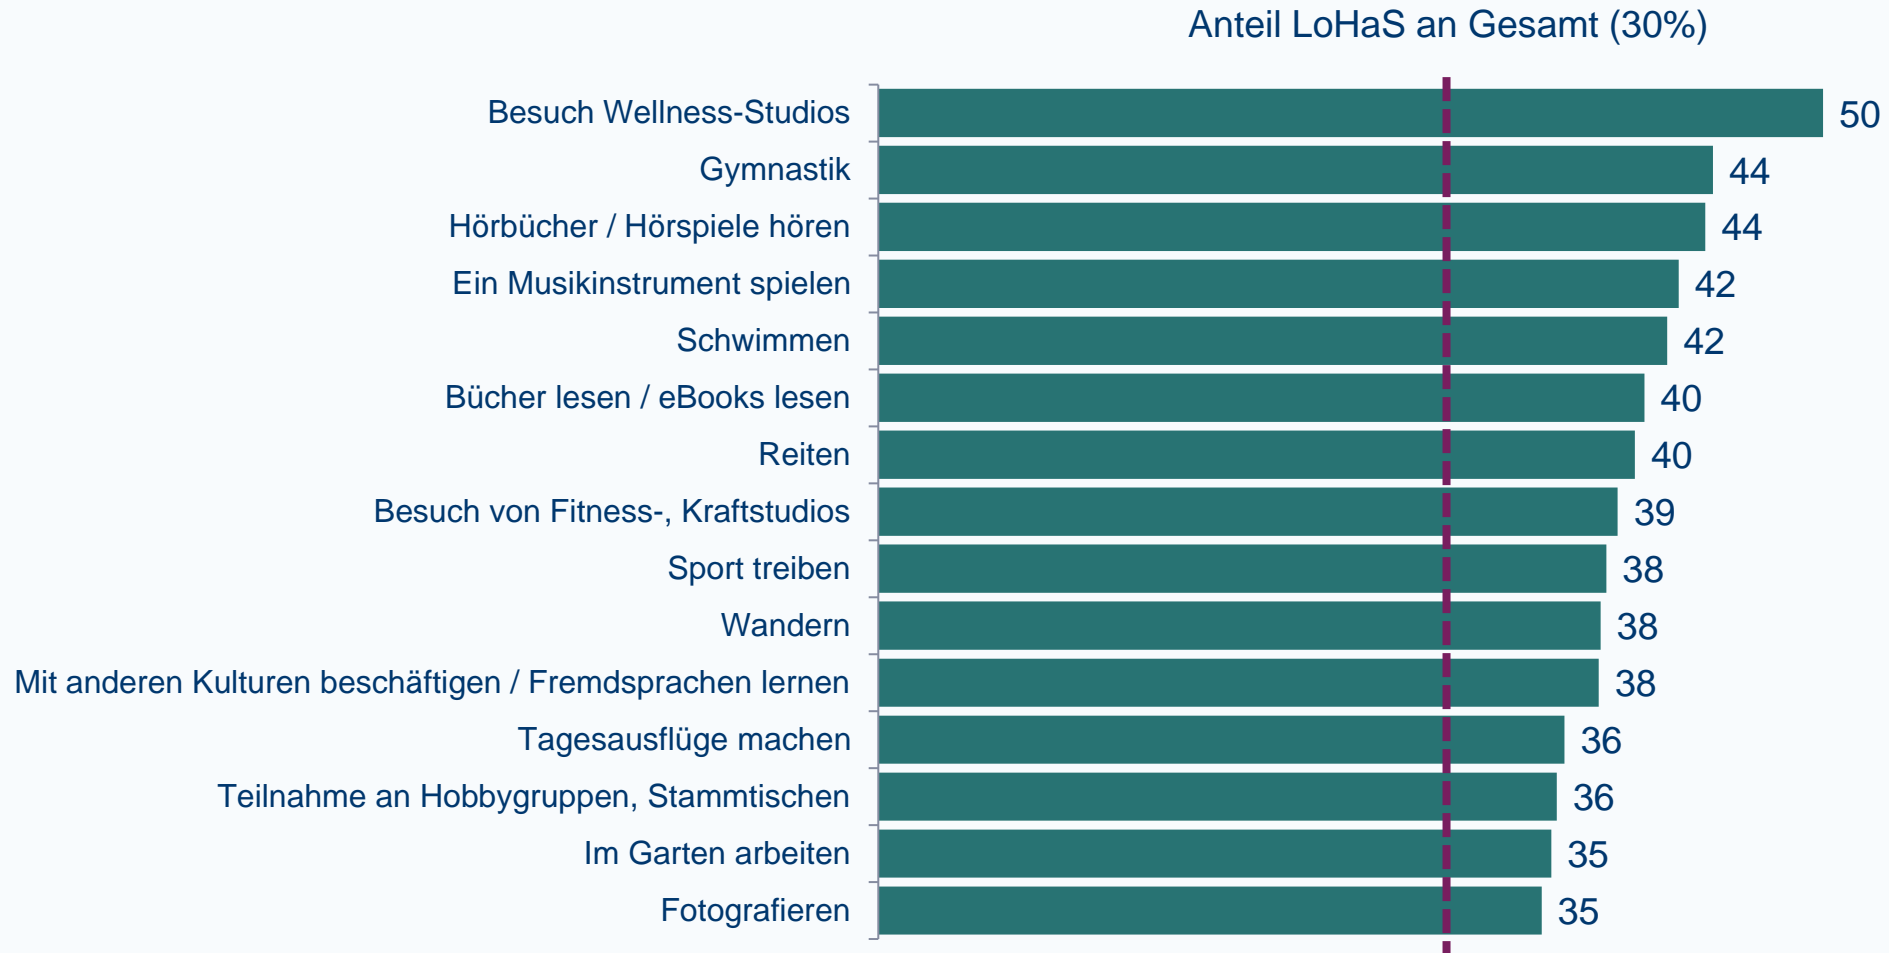 Anteil LoHaS an Gesamt (30%)
Besuch Wellness-Studios 50
Gymnastik 44
Hörbücher / Hörspiele hören 44
Ein Musikinstrument spielen 42
Schwimmen 42
Bücher lesen / eBooks lesen 40
Reiten 40
Besuch von Fitness-, Kraftstudios 39
Sport treiben 38
Wandern 38
Mit anderen Kulturen beschäftigen / Fremdsprachen lernen 38
Tagesausflüge machen 36
Teilnahme an Hobbygruppen, Stammtischen 36
Im Garten arbeiten 35
Fotografieren 35